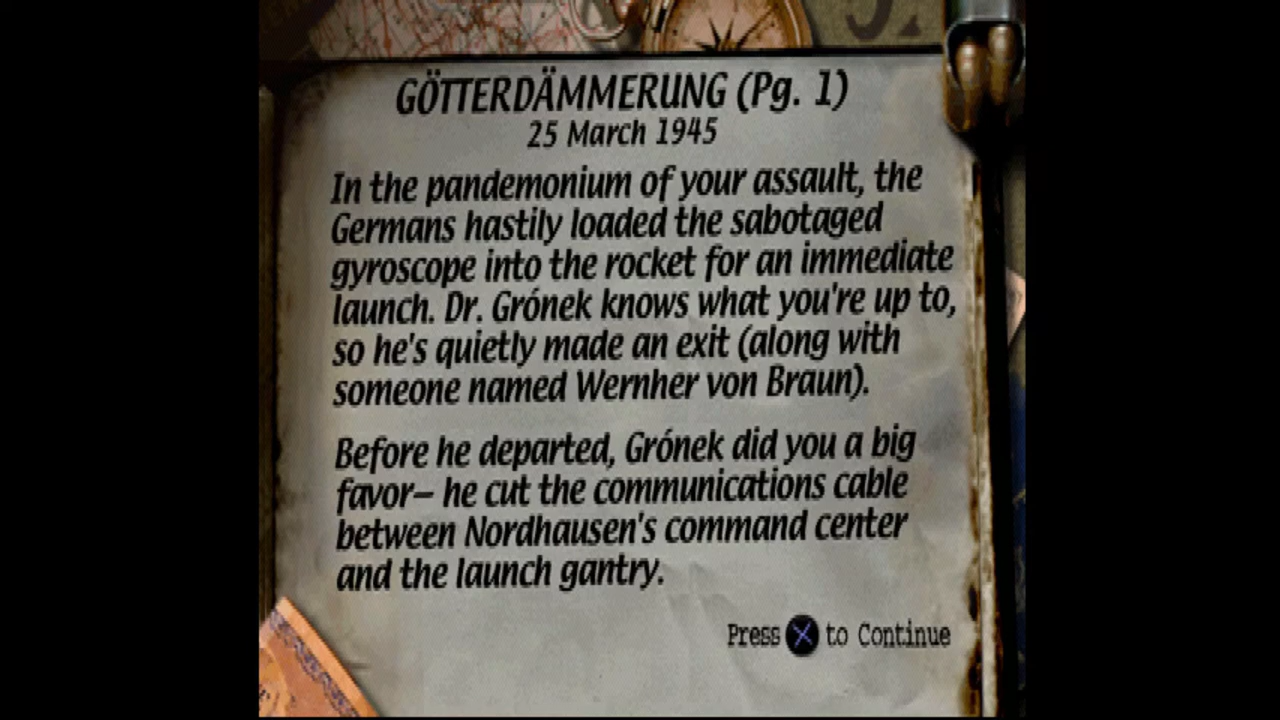 GÖTTERDÄMMERUNG (Pg. 1)
25 March 1945
In the pandemonium of your assault, the
Germans hastily loaded the sabotaged
gyroscope into the rocket for an immediate
launch. Dr. Grónek knows what you're up to,
so he's quietly made an exit (along with
someone named Wernher von Braun).
Before he departed, Grónek did you a big
favor– he cut the communications cable
between Nordhausen's command center
and the launch gantry.
Press X to Continue